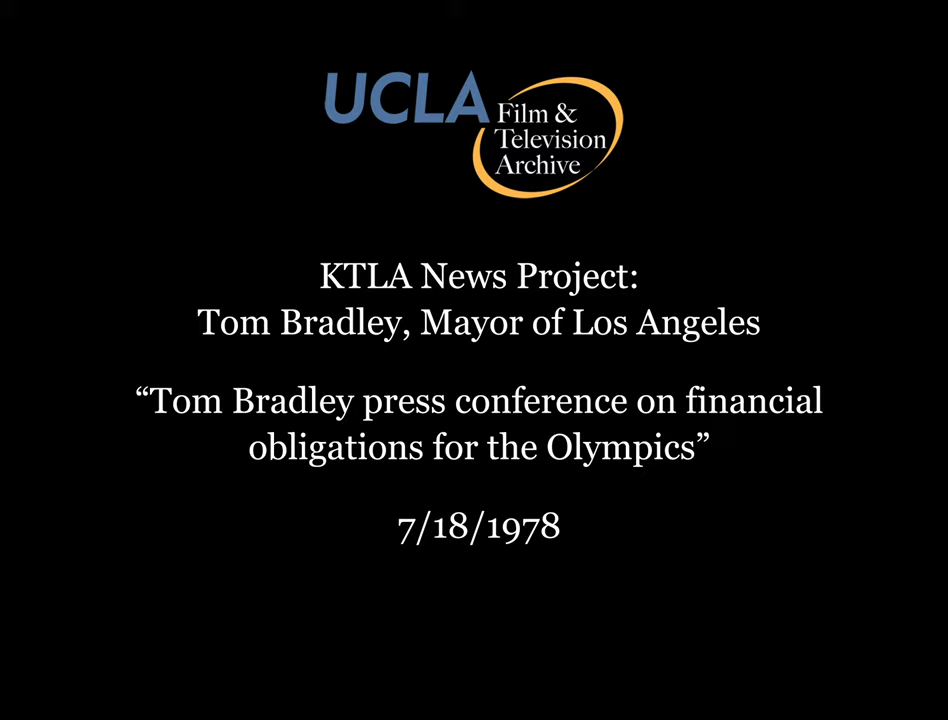 UCLA
Film &
Television
Archive
KTLA News Project:
Tom Bradley, Mayor of Los Angeles
“Tom Bradley press conference on financial
obligations for the Olympics”
7/18/1978